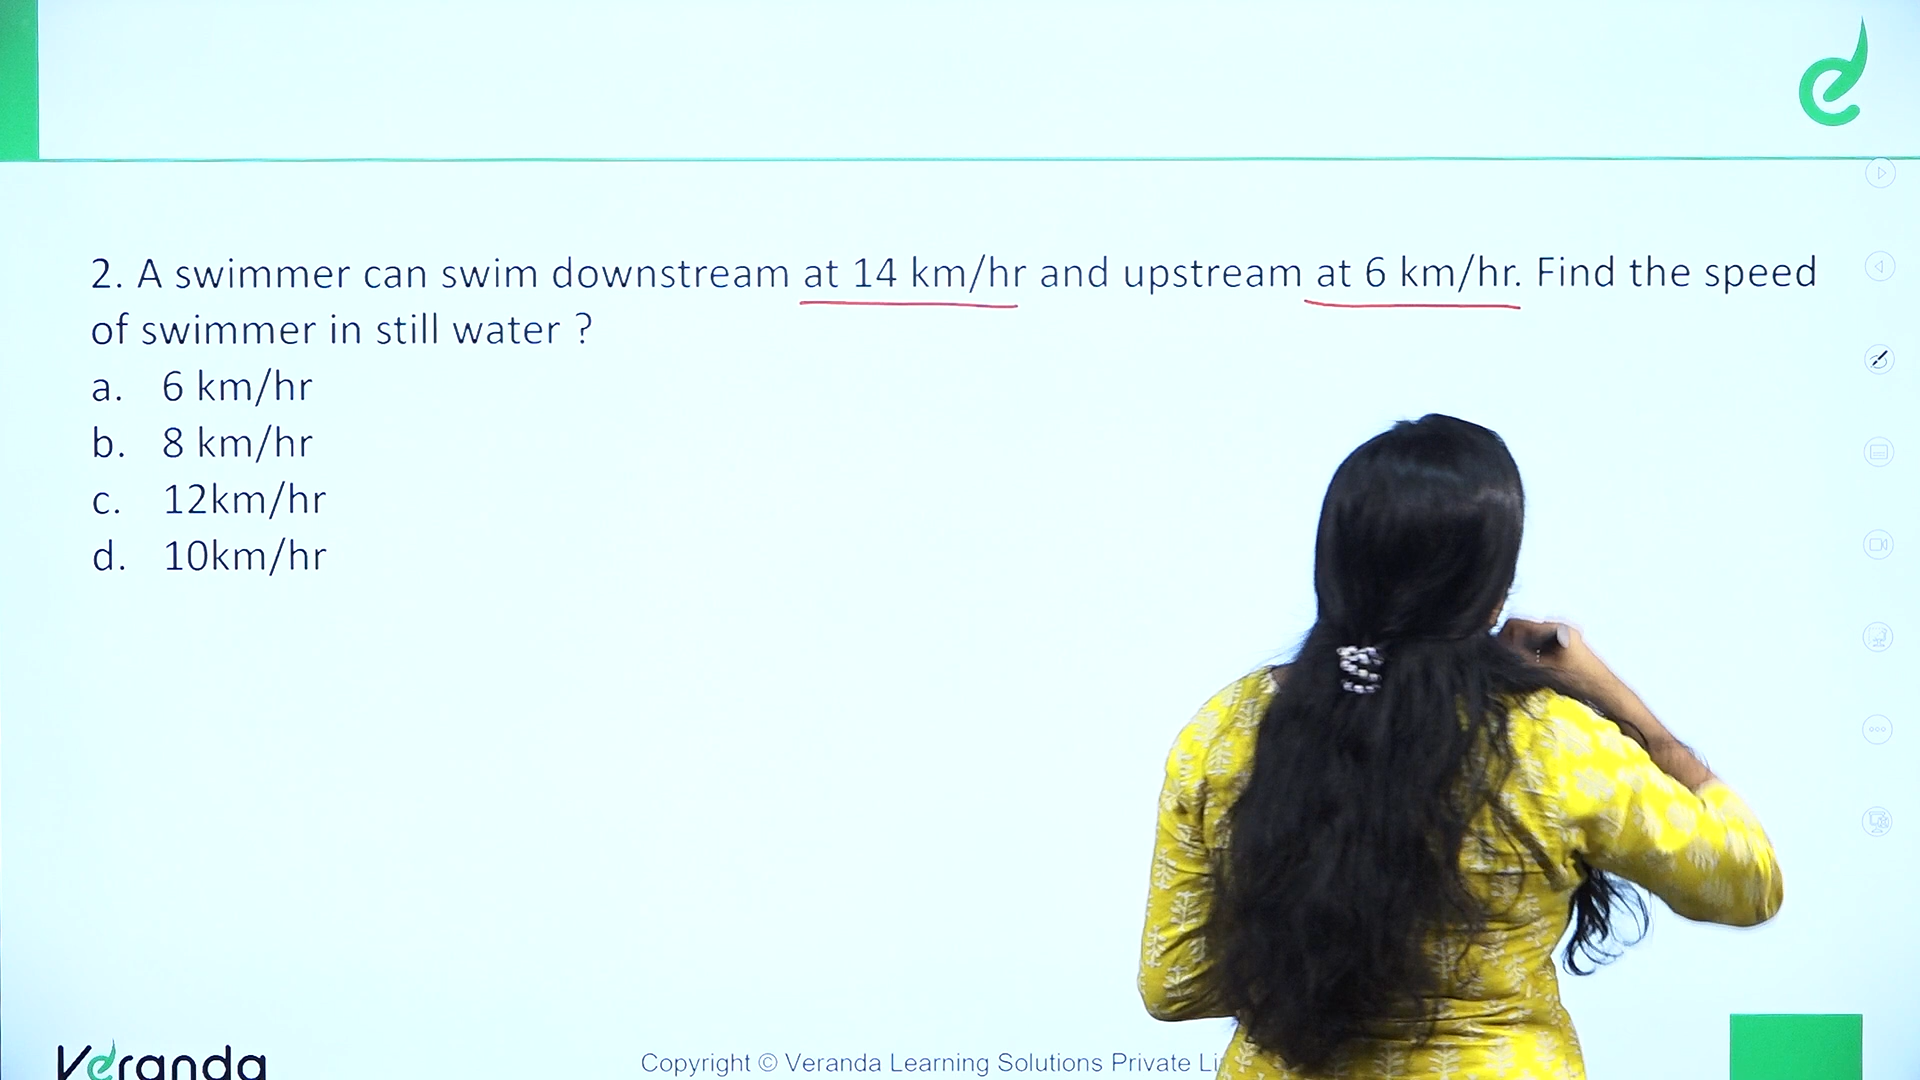 2. A swimmer can swim downstream at 14 km/hr and upstream at 6 km/hr. Find the speed
of swimmer in still water ?
a. 6 km/hr
b. 8 km/hr
c. 12km/hr
d. 10km/hr
Veranda
Copyright © Veranda Learning Solutions Private